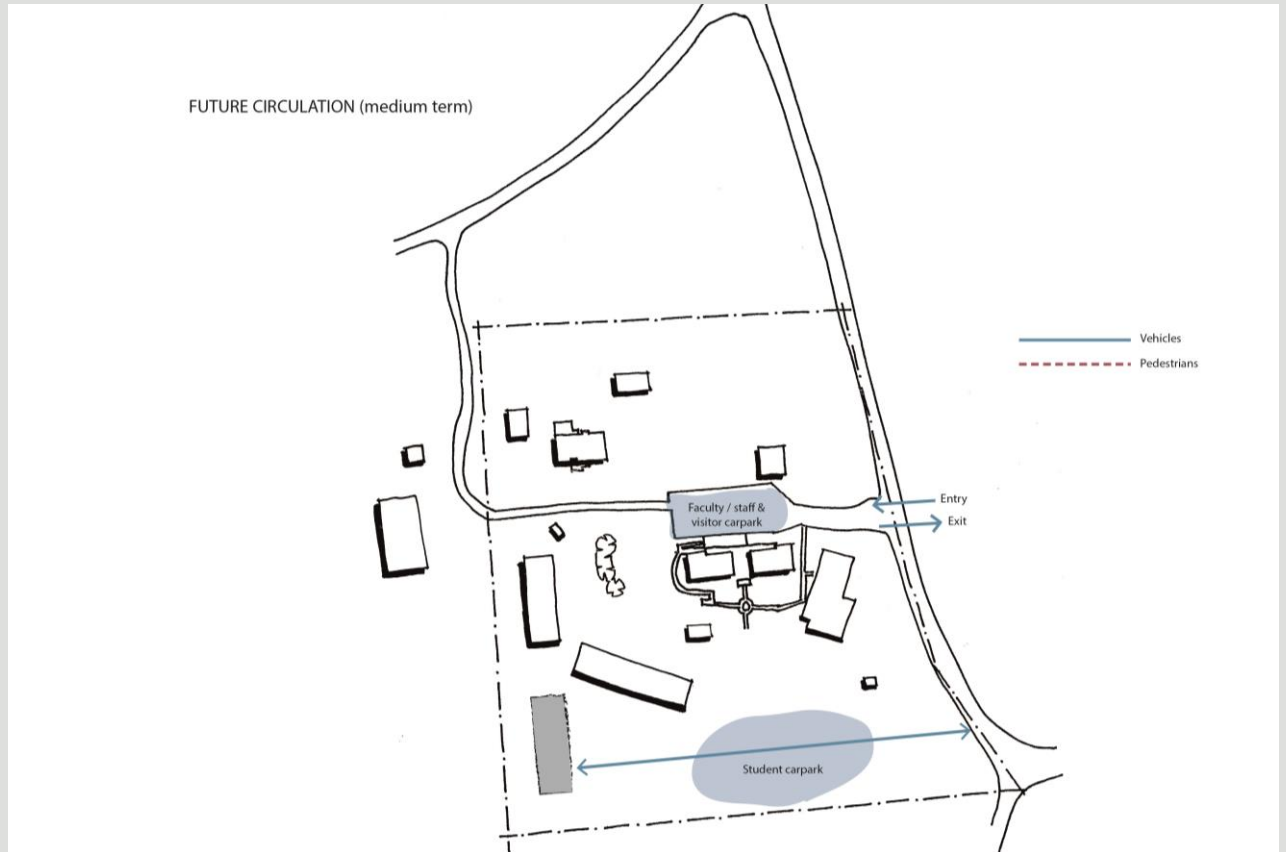 FUTURE CIRCULATION (medium term)
Vehicles
Pedestrians
Faculty / staff &
visitor carpark
Entry
Exit
Student carpark